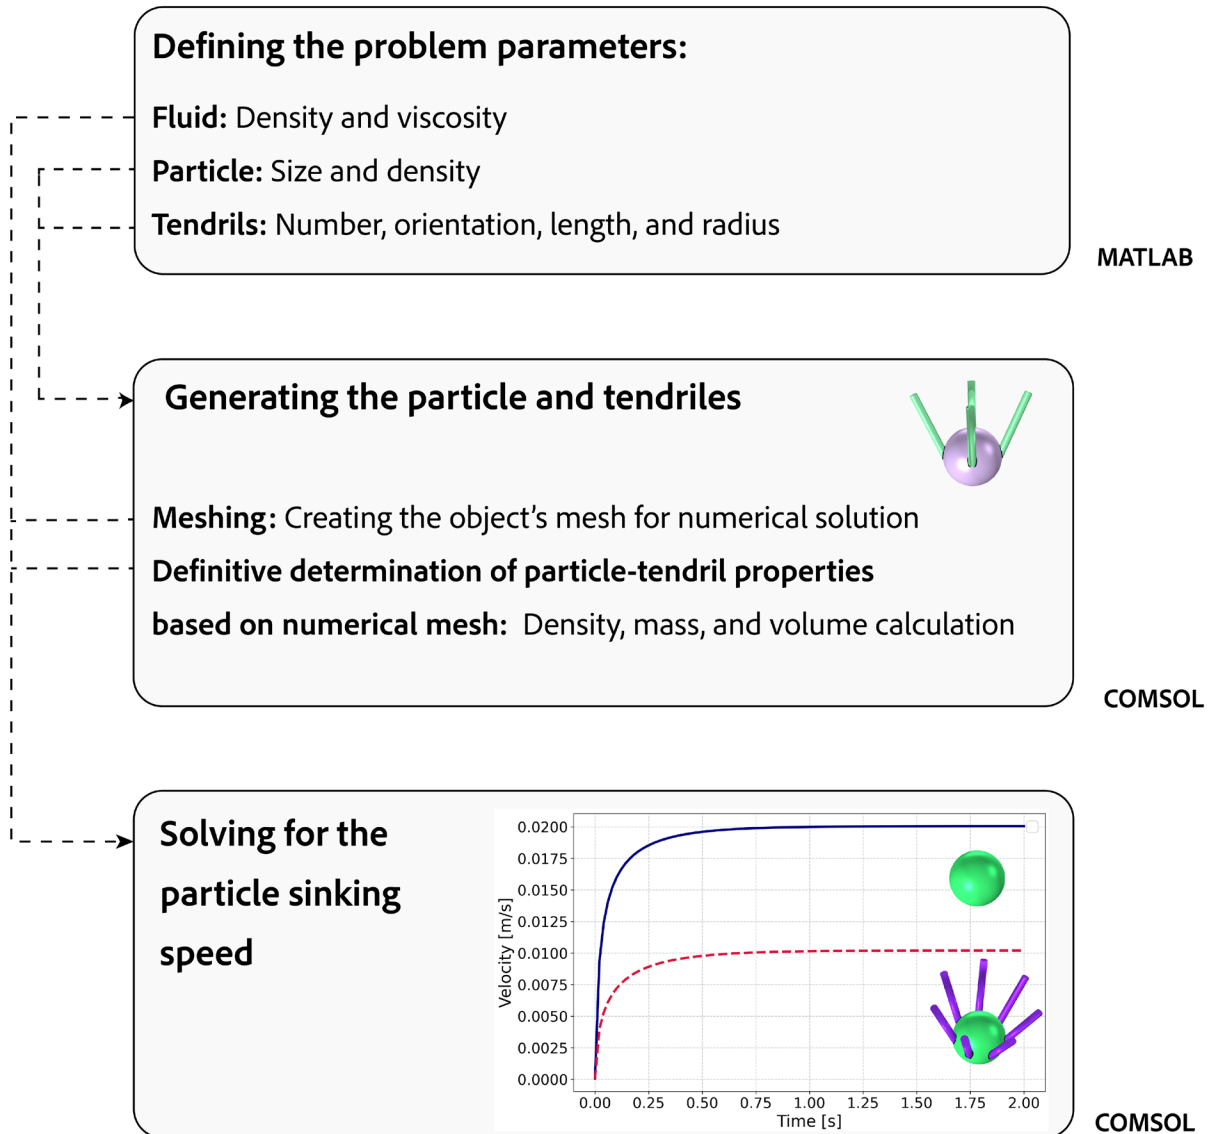 Defining the problem parameters:
Fluid: Density and viscosity
Particle: Size and density
Tendrils: Number, orientation, length, and radius
MATLAB
Generating the particle and tendriles
Meshing: Creating the object's mesh for numerical solution
Definitive determination of particle-tendril properties
based on numerical mesh: Density, mass, and volume calculation
COMSOL
Solving for the
particle sinking
speed
Velocity [m/s]
0.0200
0.0175
0.0150
0.0125
0.0100
0.0075
0.0050
0.0025
0.0000
0.00 0.25 0.50 0.75 1.00 1.25 1.50 1.75 2.00
Time [s]
COMSOL